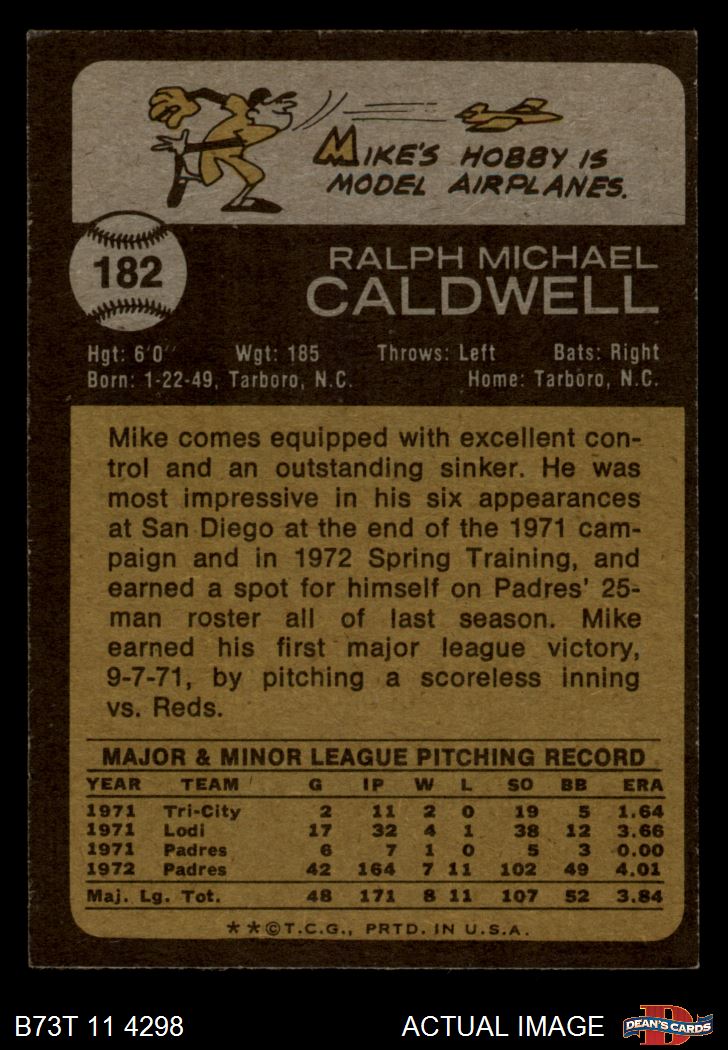 MIKE'S HOBBY IS
MODEL AIRPLANES.
182
RALPH MICHAEL
CALDWELL
Hgt: 6'0" Wgt: 185 Throws: Left Bats: Right
Born: 1-22-49, Tarboro, N.C. Home: Tarboro, N.C.
Mike comes equipped with excellent con-
trol and an outstanding sinker. He was
most impressive in his six appearances
at San Diego at the end of the 1971 cam-
paign and in 1972 Spring Training, and
earned a spot for himself on Padres' 25-
man roster all of last season. Mike
earned his first major league victory,
9-7-71, by pitching a scoreless inning
vs. Reds.
MAJOR & MINOR LEAGUE PITCHING RECORD
YEAR TEAM G IP W L SO BB ERA
1971 Tri-City 2 11 2 0 19 5 1.64
1971 Lodi 17 32 4 1 38 12 3.66
1971 Padres 6 7 1 0 5 3 0.00
1972 Padres 42 164 7 11 102 49 4.01
Maj. Lg. Tot. 48 171 8 11 107 52 3.84
**©T.C.G., PRTD. IN U.S.A.
B73T 11 4298 ACTUAL IMAGE D DEAN'S CARDS